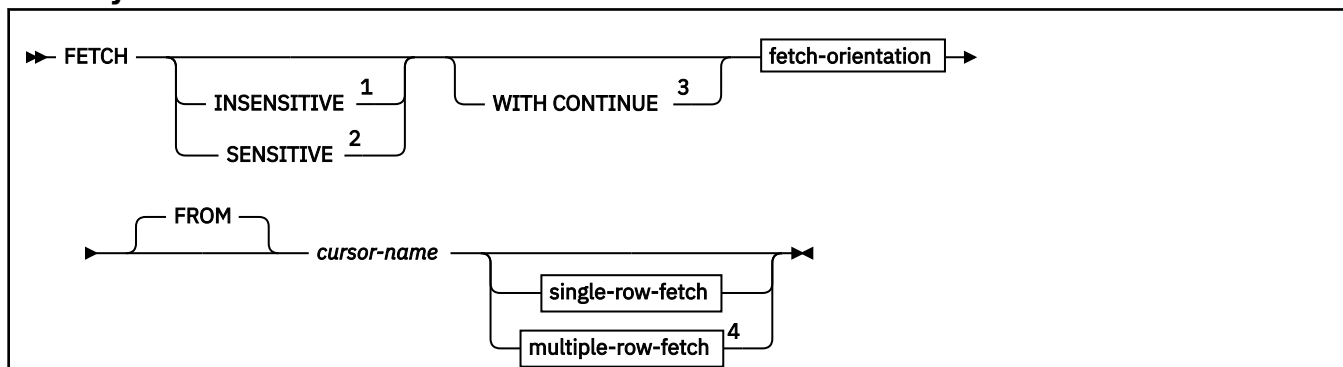 FETCH
INSENSITIVE 1
SENSITIVE 2
WITH CONTINUE 3
fetch-orientation
FROM
cursor-name
single-row-fetch
multiple-row-fetch 4